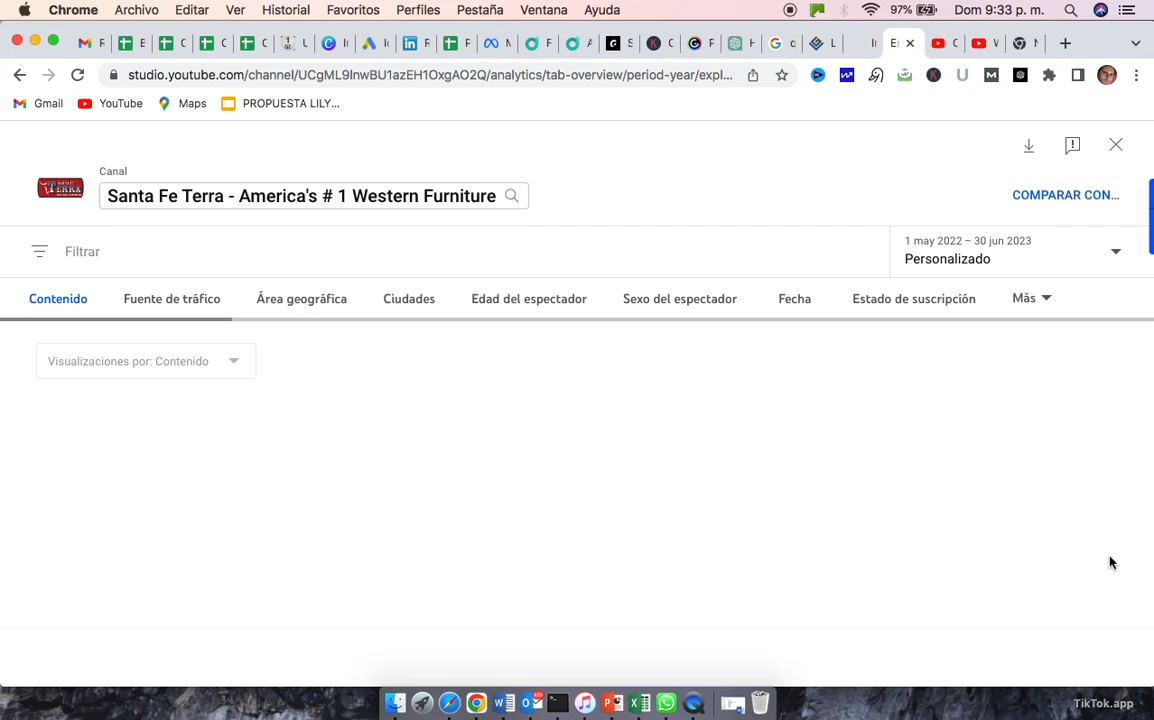 Chrome Archivo Editar Ver Historial Favoritos Perfiles Pestaña Ventana Ayuda 97% Dom 9:33 p. m.
studio.youtube.com/channel/UCgML9lnwBU1azEH1OxgAO2Q/analytics/tab-overview/period-year/expl...
Gmail YouTube Maps PROPUESTA LILY...
Canal
TERRA
Santa Fe Terra - America's # 1 Western Furniture
COMPARAR CON...
Filtrar
1 may 2022 – 30 jun 2023
Personalizado
Contenido Fuente de tráfico Área geográfica Ciudades Edad del espectador Sexo del espectador Fecha Estado de suscripción Más
Visualizaciones por: Contenido
TikTok.app